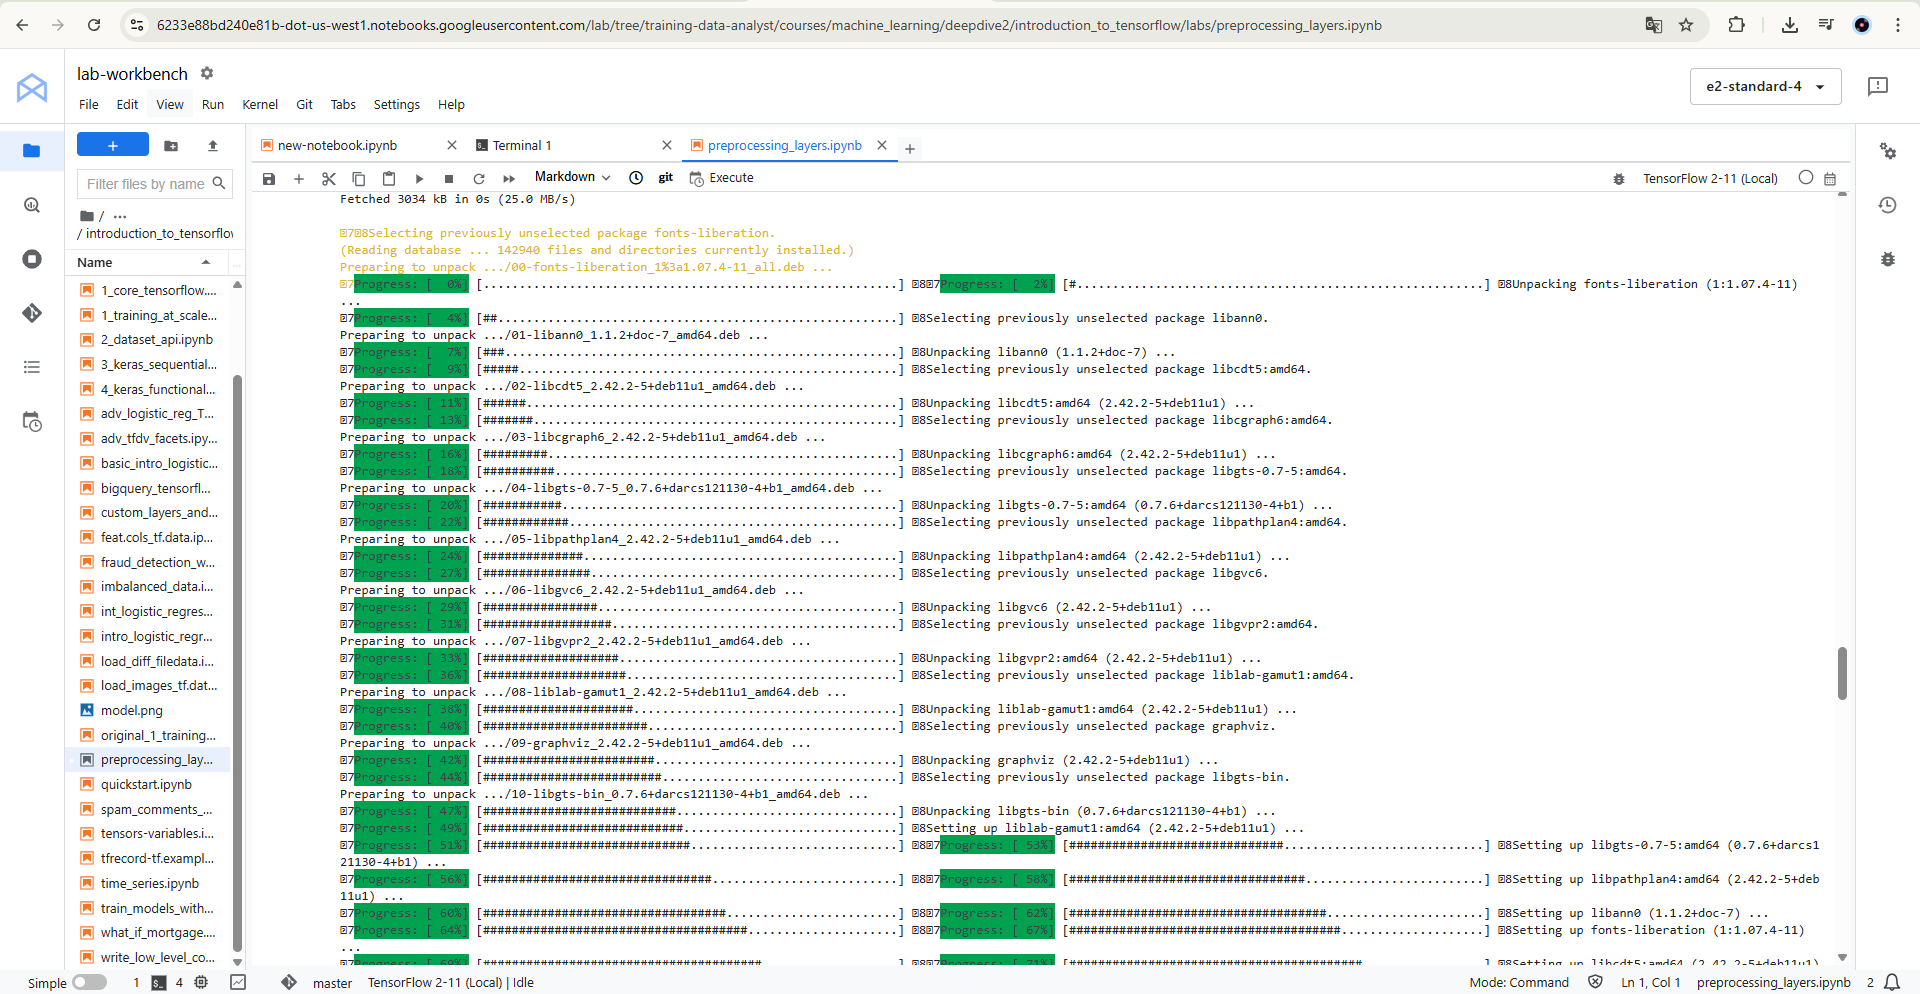 6233e88bd240e81b-dot-us-west1.notebooks.googleusercontent.com/lab/tree/training-data-analyst/courses/machine_learning/deepdive2/introduction_to_tensorflow/labs/preprocessing_layers.ipynb
lab-workbench
e2-standard-4
File Edit View Run Kernel Git Tabs Settings Help
+
Filter files by name
/ ...
/ introduction_to_tensorflow
Name
1_core_tensorflow....
1_training_at_scale...
2_dataset_api.ipynb
3_keras_sequential...
4_keras_functional...
adv_logistic_reg_T...
adv_tfdv_facets.ipy...
basic_intro_logistic...
bigquery_tensorfl...
custom_layers_and...
feat.cols_tf.data.ip...
fraud_detection_w...
imbalanced_data.i...
int_logistic_regres...
intro_logistic_regr...
load_diff_filedata.i...
load_images_tf.dat...
model.png
original_1_training...
preprocessing_lay...
quickstart.ipynb
spam_comments_...
tensors-variables.i...
tfrecord-tf.exampl...
time_series.ipynb
train_models_with...
what_if_mortgage....
write_low_level_co...
new-notebook.ipynb Terminal 1 preprocessing_layers.ipynb
Markdown git Execute TensorFlow 2-11 (Local)
Fetched 3034 kB in 0s (25.0 MB/s)
78Selecting previously unselected package fonts-liberation.
(Reading database ... 142940 files and directories currently installed.)
Preparing to unpack .../00-fonts-liberation_1%3a1.07.4-11_all.deb ...
7Progress: [  0%] [..........................................................] 87Progress: [  2%] [#.........................................................] 8Unpacking fonts-liberation (1:1.07.4-11)
...
7Progress: [  4%] [##........................................................] 8Selecting previously unselected package libann0.
Preparing to unpack .../01-libann0_1.1.2+doc-7_amd64.deb ...
7Progress: [  7%] [###.......................................................] 8Unpacking libann0 (1.1.2+doc-7) ...
7Progress: [  9%] [#####.....................................................] 8Selecting previously unselected package libcdt5:amd64.
Preparing to unpack .../02-libcdt5_2.42.2-5+deb11u1_amd64.deb ...
7Progress: [ 11%] [######....................................................] 8Unpacking libcdt5:amd64 (2.42.2-5+deb11u1) ...
7Progress: [ 13%] [#######...................................................] 8Selecting previously unselected package libcgraph6:amd64.
Preparing to unpack .../03-libcgraph6_2.42.2-5+deb11u1_amd64.deb ...
7Progress: [ 16%] [#########.................................................] 8Unpacking libcgraph6:amd64 (2.42.2-5+deb11u1) ...
7Progress: [ 18%] [##########................................................] 8Selecting previously unselected package libgts-0.7-5:amd64.
Preparing to unpack .../04-libgts-0.7-5_0.7.6+darcs121130-4+b1_amd64.deb ...
7Progress: [ 20%] [###########...............................................] 8Unpacking libgts-0.7-5:amd64 (0.7.6+darcs121130-4+b1) ...
7Progress: [ 22%] [############..............................................] 8Selecting previously unselected package libpathplan4:amd64.
Preparing to unpack .../05-libpathplan4_2.42.2-5+deb11u1_amd64.deb ...
7Progress: [ 24%] [##############............................................] 8Unpacking libpathplan4:amd64 (2.42.2-5+deb11u1) ...
7Progress: [ 27%] [###############...........................................] 8Selecting previously unselected package libgvc6.
Preparing to unpack .../06-libgvc6_2.42.2-5+deb11u1_amd64.deb ...
7Progress: [ 29%] [################..........................................] 8Unpacking libgvc6 (2.42.2-5+deb11u1) ...
7Progress: [ 31%] [##################........................................] 8Selecting previously unselected package libgvpr2:amd64.
Preparing to unpack .../07-libgvpr2_2.42.2-5+deb11u1_amd64.deb ...
7Progress: [ 33%] [###################.......................................] 8Unpacking libgvpr2:amd64 (2.42.2-5+deb11u1) ...
7Progress: [ 36%] [####################......................................] 8Selecting previously unselected package liblab-gamut1:amd64.
Preparing to unpack .../08-liblab-gamut1_2.42.2-5+deb11u1_amd64.deb ...
7Progress: [ 38%] [#####################.....................................] 8Unpacking liblab-gamut1:amd64 (2.42.2-5+deb11u1) ...
7Progress: [ 40%] [#######################...................................] 8Selecting previously unselected package graphviz.
Preparing to unpack .../09-graphviz_2.42.2-5+deb11u1_amd64.deb ...
7Progress: [ 42%] [########################..................................] 8Unpacking graphviz (2.42.2-5+deb11u1) ...
7Progress: [ 44%] [#########################.................................] 8Selecting previously unselected package libgts-bin.
Preparing to unpack .../10-libgts-bin_0.7.6+darcs121130-4+b1_amd64.deb ...
7Progress: [ 47%] [###########################...............................] 8Unpacking libgts-bin (0.7.6+darcs121130-4+b1) ...
7Progress: [ 49%] [############################..............................] 8Setting up liblab-gamut1:amd64 (2.42.2-5+deb11u1) ...
7Progress: [ 51%] [#############################.............................] 87Progress: [ 53%] [##############################............................] 8Setting up libgts-0.7-5:amd64 (0.7.6+darcs1
21130-4+b1) ...
7Progress: [ 56%] [################################..........................] 87Progress: [ 58%] [#################################.........................] 8Setting up libpathplan4:amd64 (2.42.2-5+deb
11u1) ...
7Progress: [ 60%] [##################################........................] 87Progress: [ 62%] [####################################......................] 8Setting up libann0 (1.1.2+doc-7) ...
7Progress: [ 64%] [#####################################.....................] 87Progress: [ 67%] [######################################....................] 8Setting up fonts-liberation (1:1.07.4-11)
...
7Progress: [ 69%] [#######################################...................] 87Progress: [ 71%] [#########################################.................] 8Setting up libcdt5:amd64 (2.42.2-5+deb11u1)
Simple 1 4 master TensorFlow 2-11 (Local) | Idle Mode: Command Ln 1, Col 1 preprocessing_layers.ipynb 2